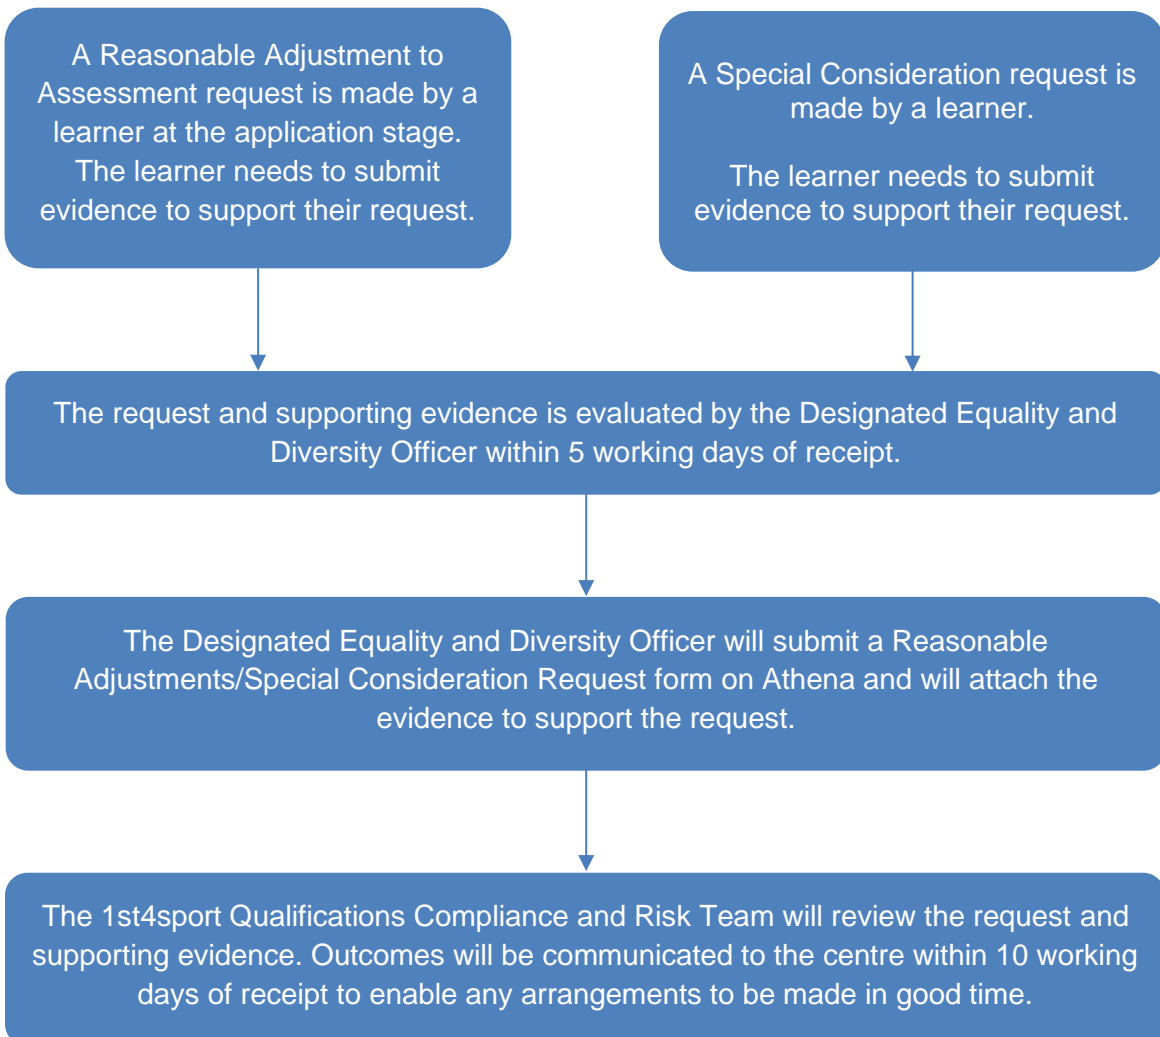 A Reasonable Adjustment to
Assessment request is made by a
learner at the application stage.
The learner needs to submit
evidence to support their request.
A Special Consideration request is
made by a learner.
The learner needs to submit
evidence to support their request.
The request and supporting evidence is evaluated by the Designated Equality and
Diversity Officer within 5 working days of receipt.
The Designated Equality and Diversity Officer will submit a Reasonable
Adjustments/Special Consideration Request form on Athena and will attach the
evidence to support the request.
The 1st4sport Qualifications Compliance and Risk Team will review the request and
supporting evidence. Outcomes will be communicated to the centre within 10 working
days of receipt to enable any arrangements to be made in good time.